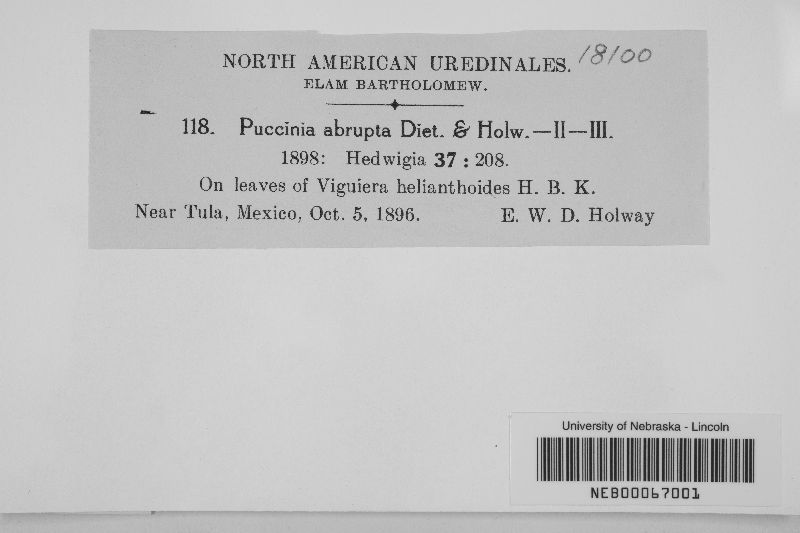 NORTH AMERICAN UREDINALES. 18100
ELAM BARTHOLOMEW.
118. Puccinia abrupta Diet. & Holw.—II—III.
1898: Hedwigia 37 : 208.
On leaves of Viguiera helianthoides H. B. K.
Near Tula, Mexico, Oct. 5, 1896. E. W. D. Holway
University of Nebraska - Lincoln
NEB00067001